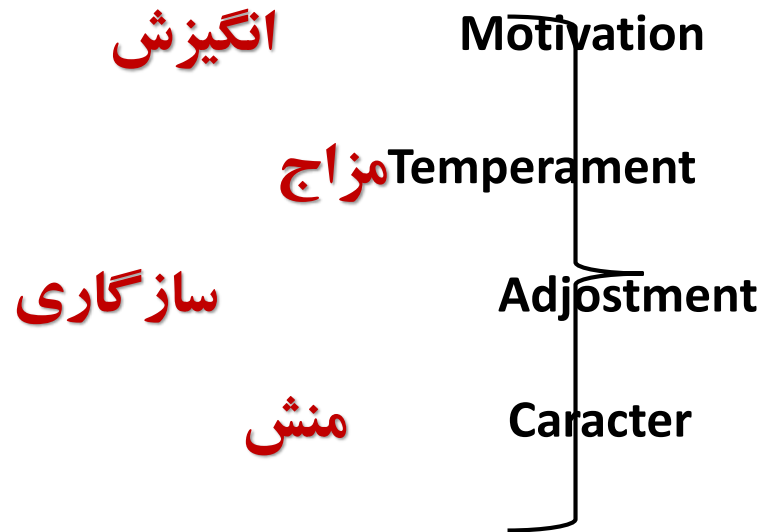 انگیزش Motivation
مزاج Temperament
سازگاری Adjostment
منش Caracter